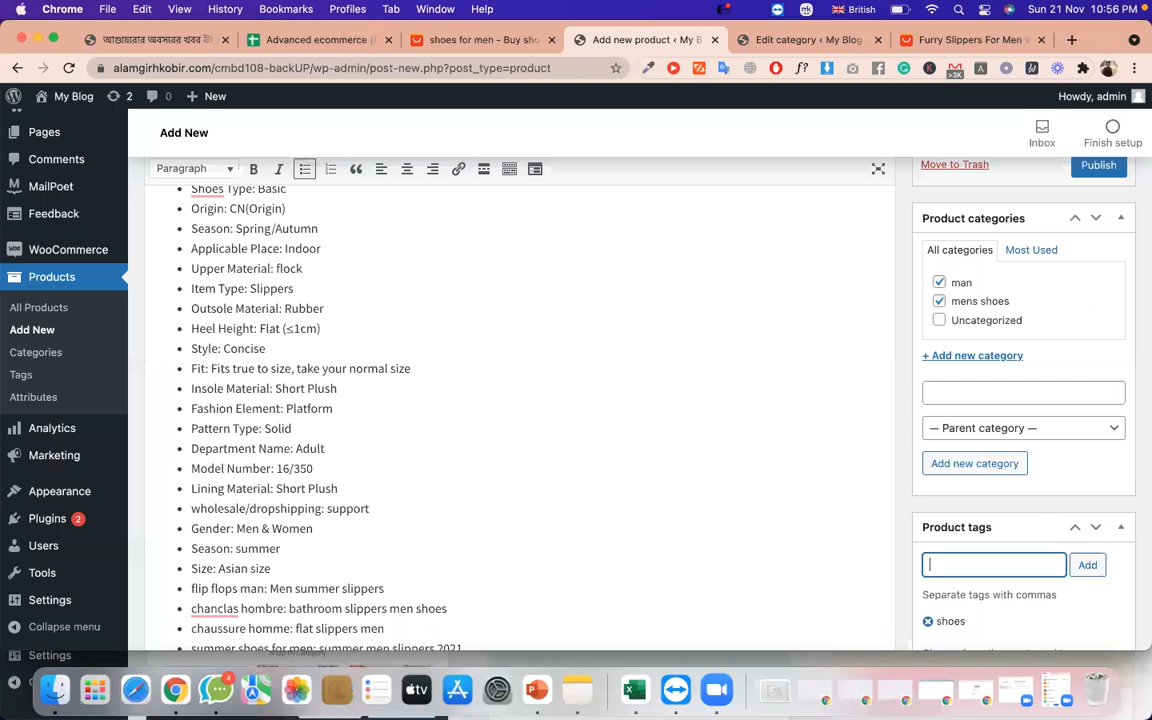 Chrome File Edit View History Bookmarks Profiles Tab Window Help British Sun 21 Nov 10:56 PM
Advanced ecommerce ( shoes for men - Buy sho Add new product ‹ My B Edit category ‹ My Blog Furry Slippers For Men
alamgirhkobir.com/cmbd108-backUP/wp-admin/post-new.php?post_type=product
My Blog 2 0 New Howdy, admin
Pages
Comments
MailPoet
Feedback
WooCommerce
Products
All Products
Add New
Categories
Tags
Attributes
Analytics
Marketing
Appearance
Plugins 2
Users
Tools
Settings
Collapse menu
Settings
Add New
Inbox
Finish setup
Paragraph
Shoes Type: Basic
Origin: CN(Origin)
Season: Spring/Autumn
Applicable Place: Indoor
Upper Material: flock
Item Type: Slippers
Outsole Material: Rubber
Heel Height: Flat (≤1cm)
Style: Concise
Fit: Fits true to size, take your normal size
Insole Material: Short Plush
Fashion Element: Platform
Pattern Type: Solid
Department Name: Adult
Model Number: 16/350
Lining Material: Short Plush
wholesale/dropshipping: support
Gender: Men & Women
Season: summer
Size: Asian size
flip flops man: Men summer slippers
chanclas hombre: bathroom slippers men shoes
chaussure homme: flat slippers men
summer shoes for men: summer men slippers 2021
Move to Trash
Publish
Product categories
All categories Most Used
man
mens shoes
Uncategorized
+ Add new category
— Parent category —
Add new category
Product tags
Add
Separate tags with commas
shoes